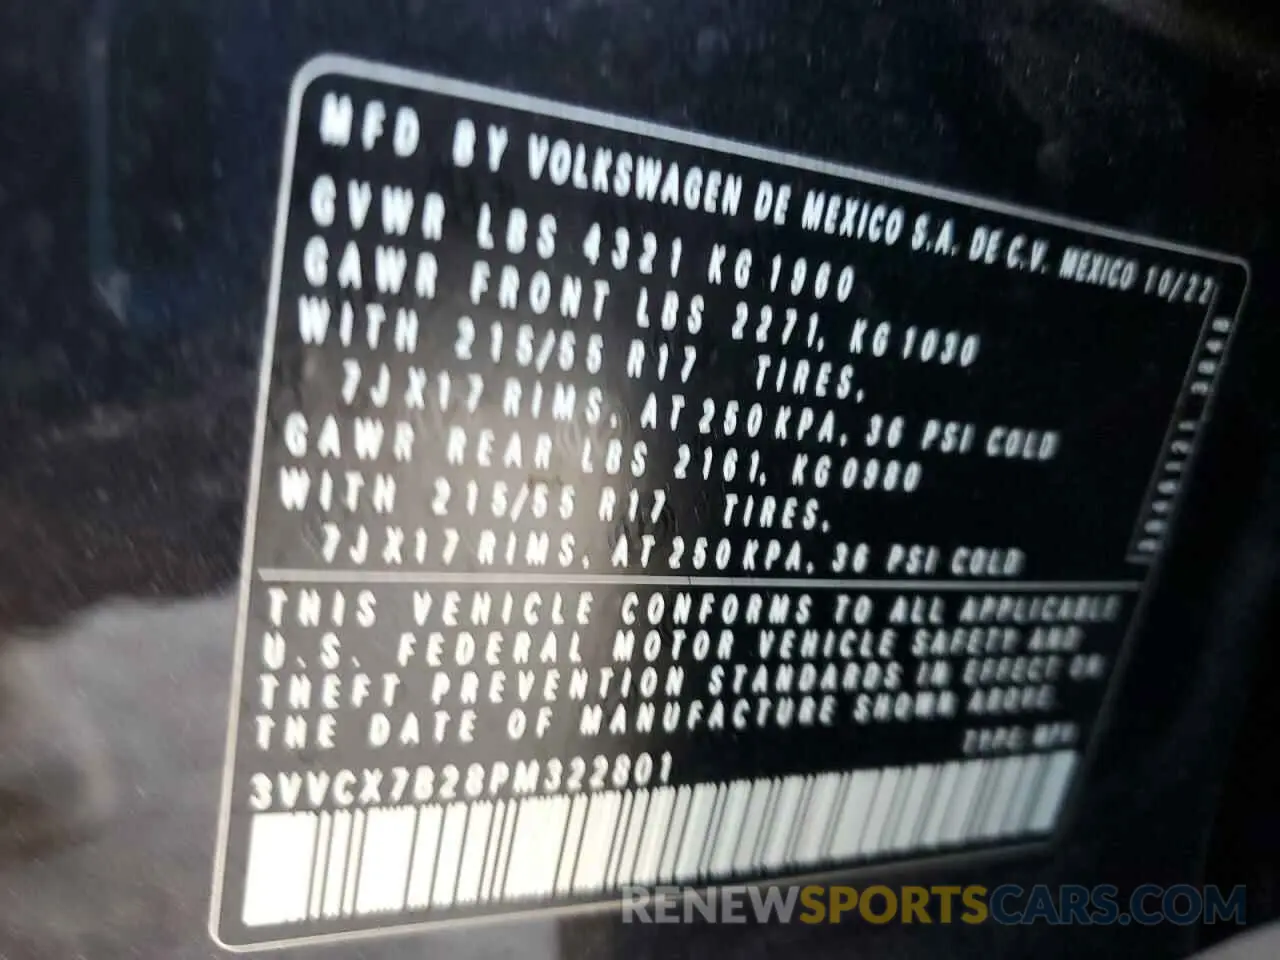 MFD BY VOLKSWAGEN DE MEXICO S.A. DE C.V. MEXICO 10/22
GVWR LBS 4321 KG 1960
GAWR FRONT LBS 2271, KG 1030
WITH 215/55 R17 TIRES,
7J X17 RIMS, AT 250 KPA, 36 PSI COLD
GAWR REAR LBS 2161, KG 0980
WITH 215/55 R17 TIRES,
7J X17 RIMS, AT 250 KPA, 36 PSI COLD
THIS VEHICLE CONFORMS TO ALL APPLICABLE
U.S. FEDERAL MOTOR VEHICLE SAFETY AND
THEFT PREVENTION STANDARDS IN EFFECT ON
THE DATE OF MANUFACTURE SHOWN ABOVE.
TYPE: MPV
3VVCX7B28PM322801
RENEWSPORTSCARS.COM